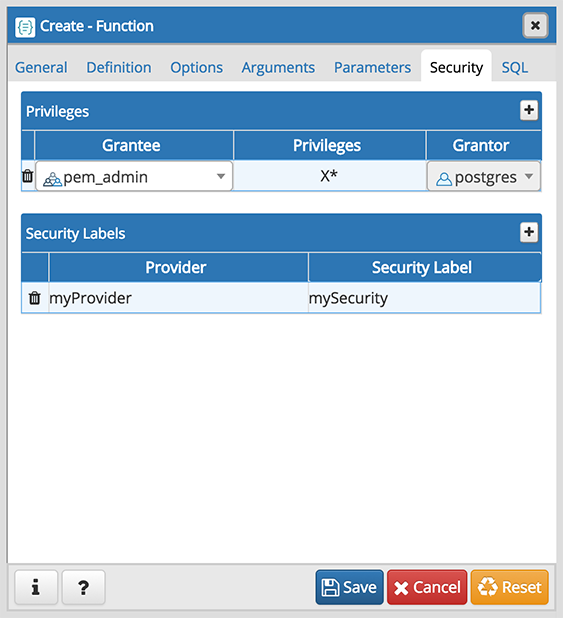 Create - Function
General Definition Options Arguments Parameters Security SQL
Privileges
Grantee Privileges Grantor
pem_admin X* postgres
Security Labels
Provider Security Label
myProvider mySecurity
i ? Save Cancel Reset